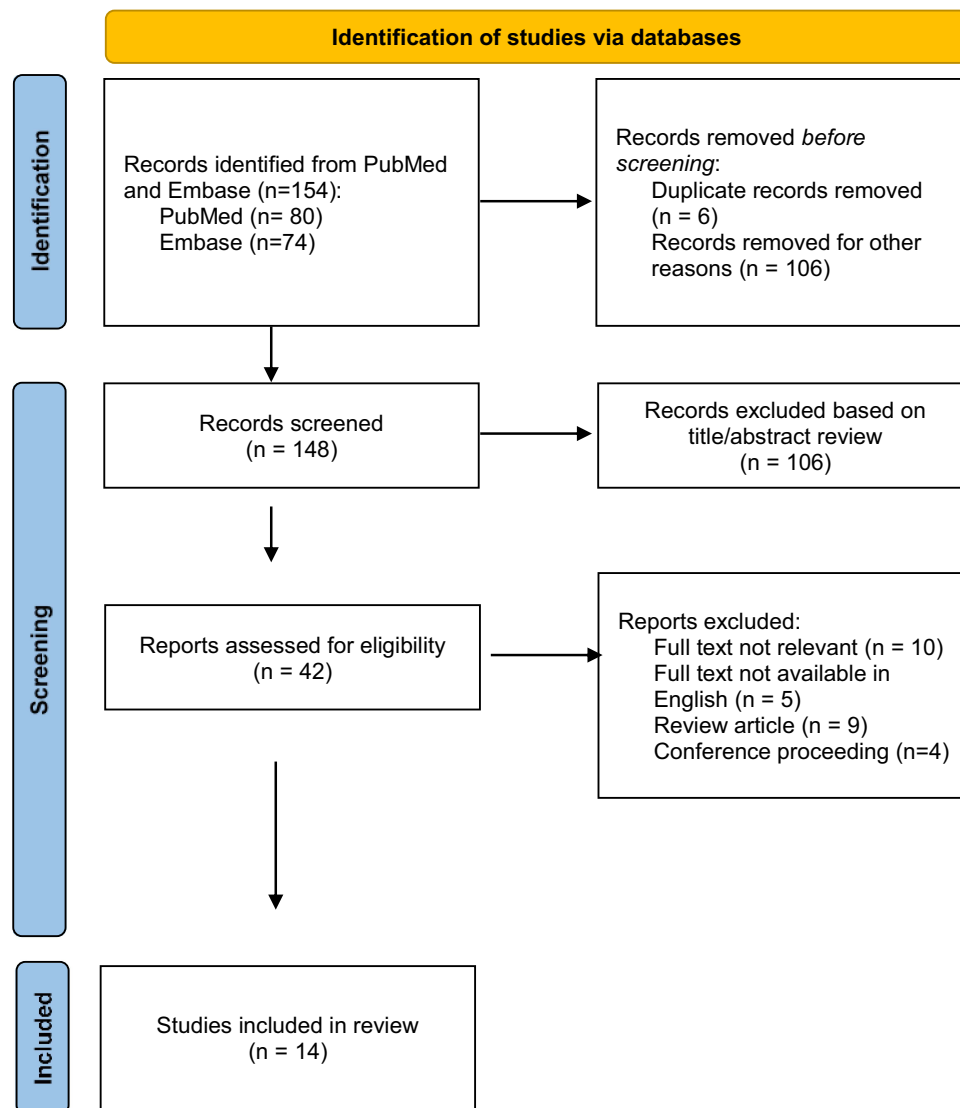 Identification of studies via databases
Identification
Records identified from PubMed
and Embase (n=154):
PubMed (n= 80)
Embase (n=74)
Records removed before
screening:
Duplicate records removed
(n = 6)
Records removed for other
reasons (n = 106)
Screening
Records screened
(n = 148)
Records excluded based on
title/abstract review
(n = 106)
Reports assessed for eligibility
(n = 42)
Reports excluded:
Full text not relevant (n = 10)
Full text not available in
English (n = 5)
Review article (n = 9)
Conference proceeding (n=4)
Included
Studies included in review
(n = 14)